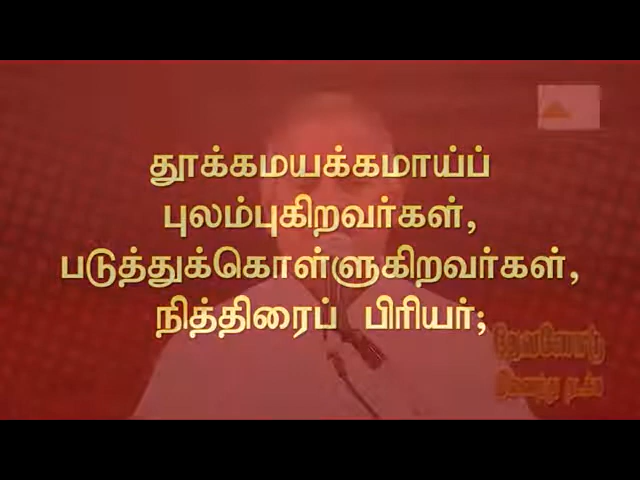 தூக்கமயக்கமாய்ப்
புலம்புகிறவர்கள்,
படுத்துக்கொள்ளுகிறவர்கள்,
நித்திரைப் பிரியர்;